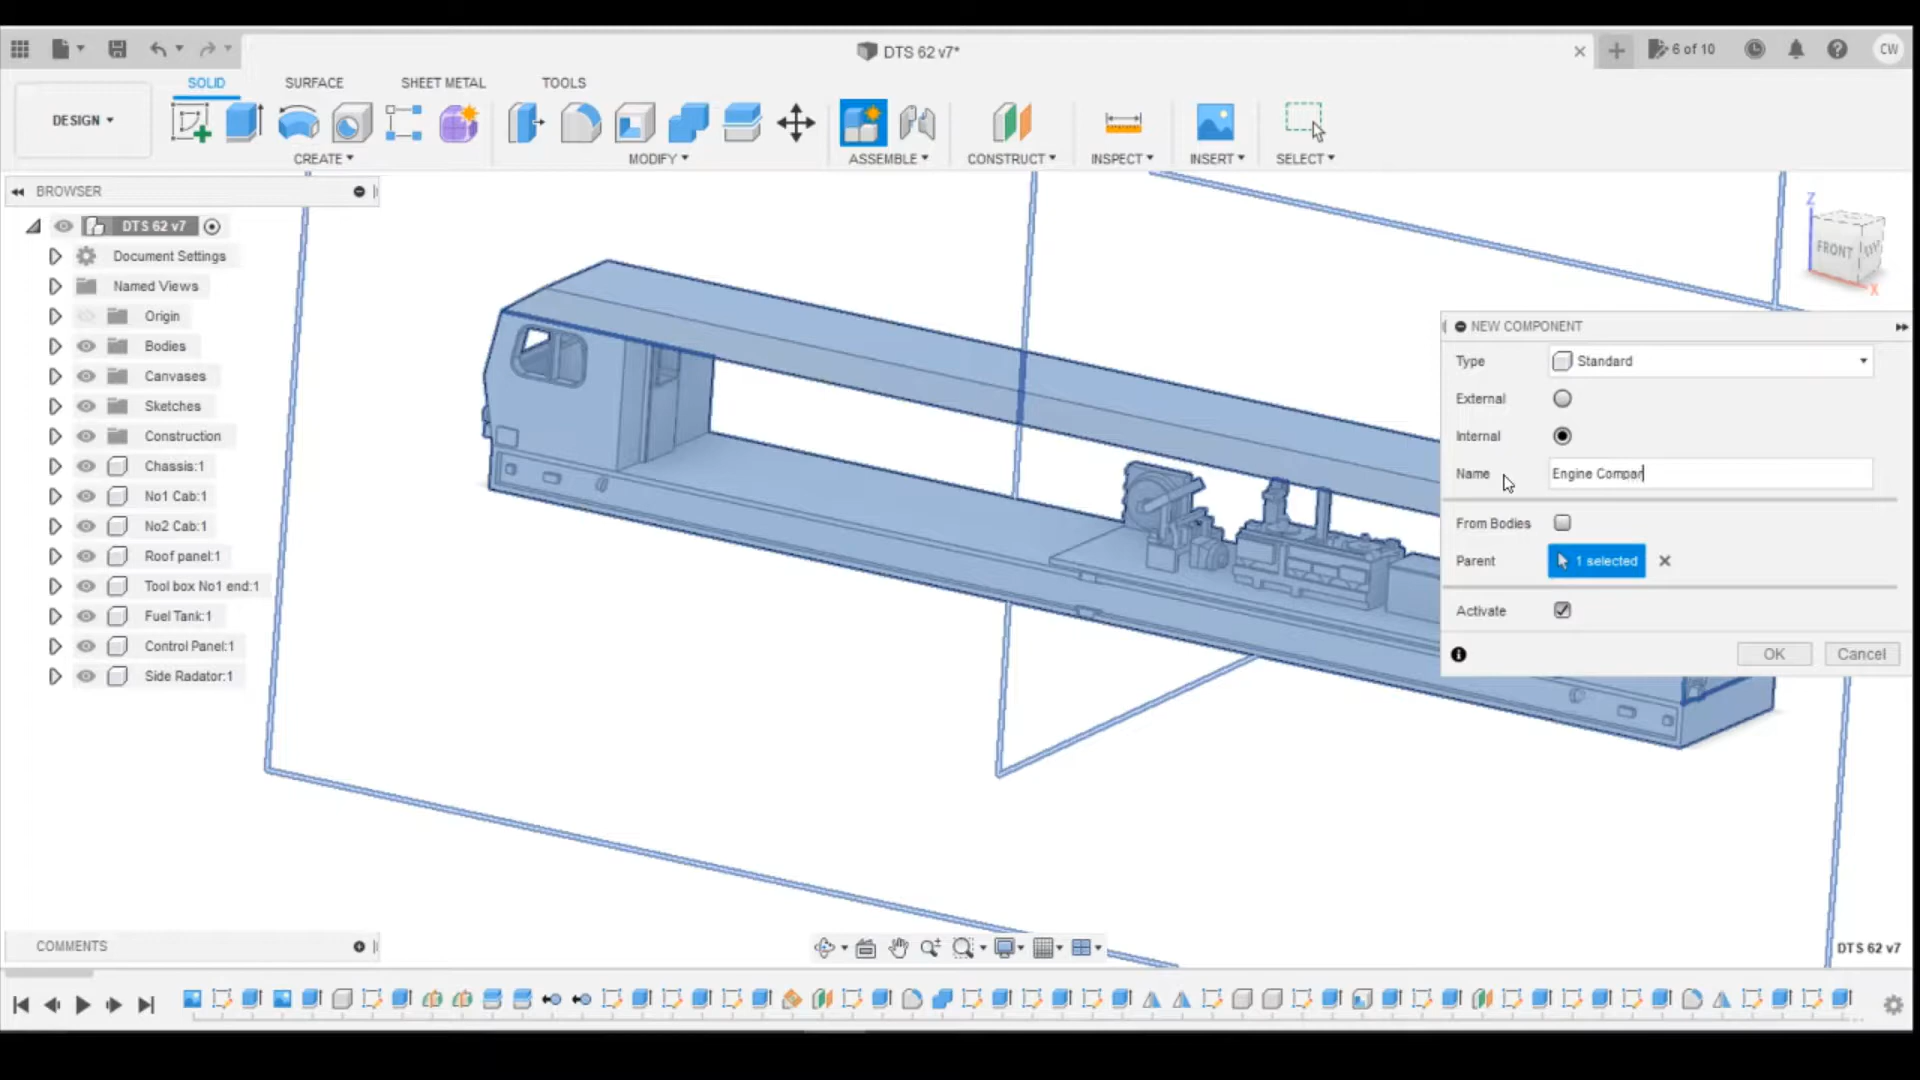 DTS 62 v7*
6 of 10
CW
DESIGN
SOLID
SURFACE
SHEET METAL
TOOLS
CREATE
MODIFY
ASSEMBLE
CONSTRUCT
INSPECT
INSERT
SELECT
BROWSER
DTS 62 v7
Document Settings
Named Views
Origin
Bodies
Canvases
Sketches
Construction
Chassis:1
No1 Cab:1
No2 Cab:1
Roof panel:1
Tool box No1 end:1
Fuel Tank:1
Control Panel:1
Side Radator:1
Z
FRONT
X
NEW COMPONENT
Type
Standard
External
Internal
Name
Engine Compar
From Bodies
Parent
1 selected
Activate
OK
Cancel
COMMENTS
DTS 62 v7